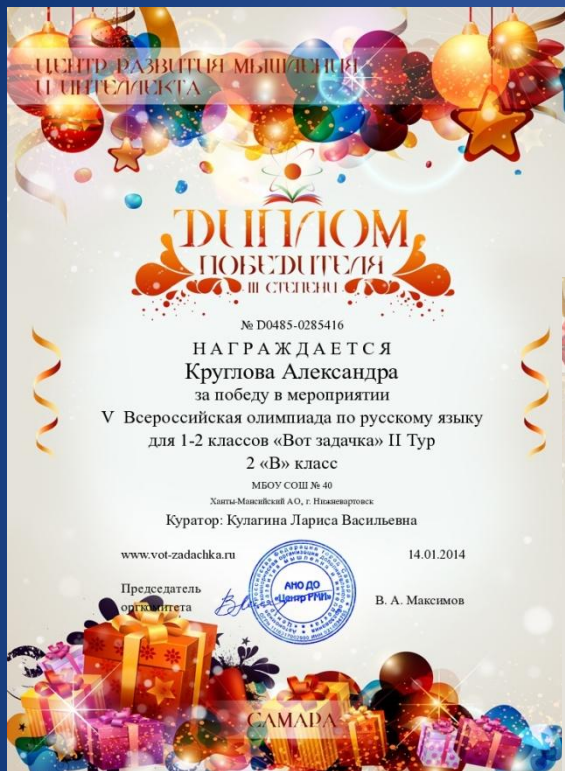 ЦЕНТР РАЗВИТИЯ МЫШЛЕНИЯ
И ИНТЕЛЛЕКТА
ДИПЛОМ
ПОБЕДИТЕЛЯ
III СТЕПЕНИ
№ D0485-0285416
НАГРАЖДАЕТСЯ
Круглова Александра
за победу в мероприятии
V Всероссийская олимпиада по русскому языку
для 1-2 классов «Вот задачка» II Тур
2 «В» класс
МБОУ СОШ № 40
Ханты-Мансийский АО, г. Нижневартовск
Куратор: Кулагина Лариса Васильевна
www.vot-zadachka.ru 14.01.2014
Председатель
оргкомитета
АНО ДО
«Центр РМИ»
В. А. Максимов
САМАРА